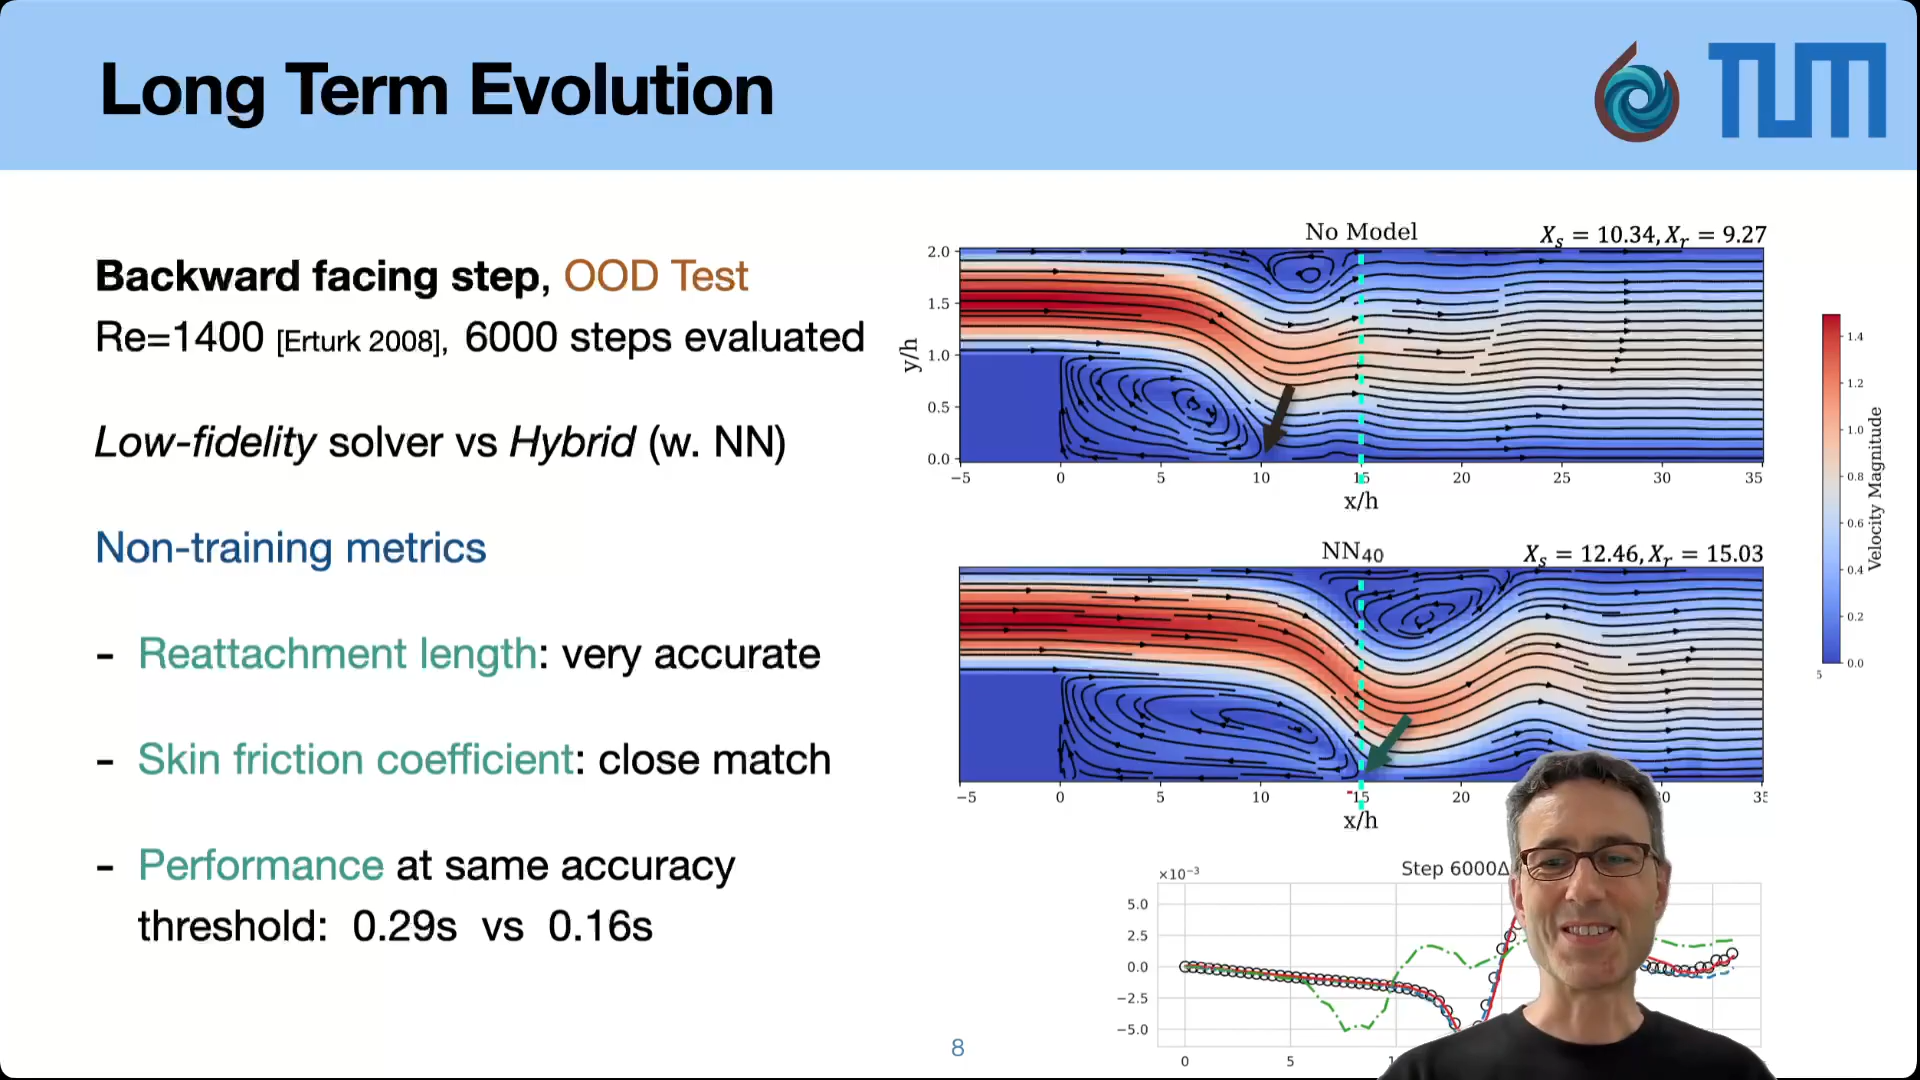 Long Term Evolution
TUM
Backward facing step, OOD Test
Re=1400 [Erturk 2008], 6000 steps evaluated
Low-fidelity solver vs Hybrid (w. NN)
Non-training metrics
- Reattachment length: very accurate
- Skin friction coefficient: close match
- Performance at same accuracy
threshold: 0.29s vs 0.16s
8
No Model
Xs = 10.34, Xr = 9.27
2.0
1.5
1.0
0.5
0.0
y/h
−5 0 5 10 15 20 25 30 35
x/h
NN40
Xs = 12.46, Xr = 15.03
−5 0 5 10 15 20
x/h
1.4
1.2
1.0
0.8
0.6
0.4
0.2
0.0
Velocity Magnitude
5
Step 6000Δ
×10−3
5.0
2.5
0.0
−2.5
−5.0
0 5